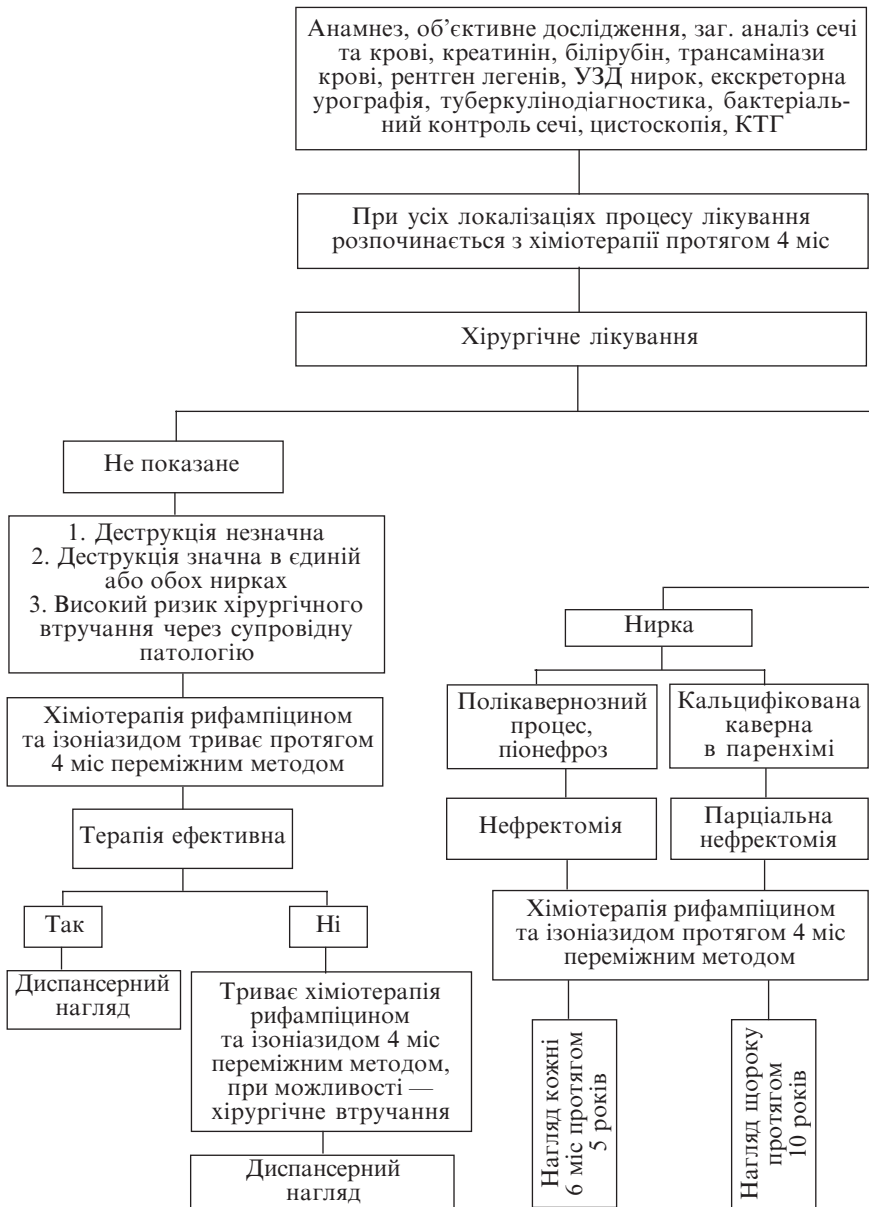 Анамнез, об’єктивне дослідження, заг. аналіз сечі
та крові, креатинін, білірубін, трансамінази
крові, рентген легенів, УЗД нирок, екскреторна
урографія, туберкулінодіагностика, бактеріаль-
ний контроль сечі, цистоскопія, КТГ
При усіх локалізаціях процесу лікування
розпочинається з хіміотерапії протягом 4 міс
Хірургічне лікування
Не показане
1. Деструкція незначна
2. Деструкція значна в єдиній
або обох нирках
3. Високий ризик хірургічного
втручання через супровідну
патологію
Хіміотерапія рифампіцином
та ізоніазидом триває протягом
4 міс переміжним методом
Терапія ефективна
Так
Ні
Диспансерний
нагляд
Триває хіміотерапія
рифампіцином
та ізоніазидом 4 міс
переміжним методом,
при можливості —
хірургічне втручання
Диспансерний
нагляд
Нирка
Полікавернозний
процес,
піонефроз
Кальцифікована
каверна
в паренхімі
Нефректомія
Парціальна
нефректомія
Хіміотерапія рифампіцином
та ізоніазидом протягом 4 міс
переміжним методом
Нагляд кожні
6 міс протягом
5 років
Нагляд щороку
протягом
10 років